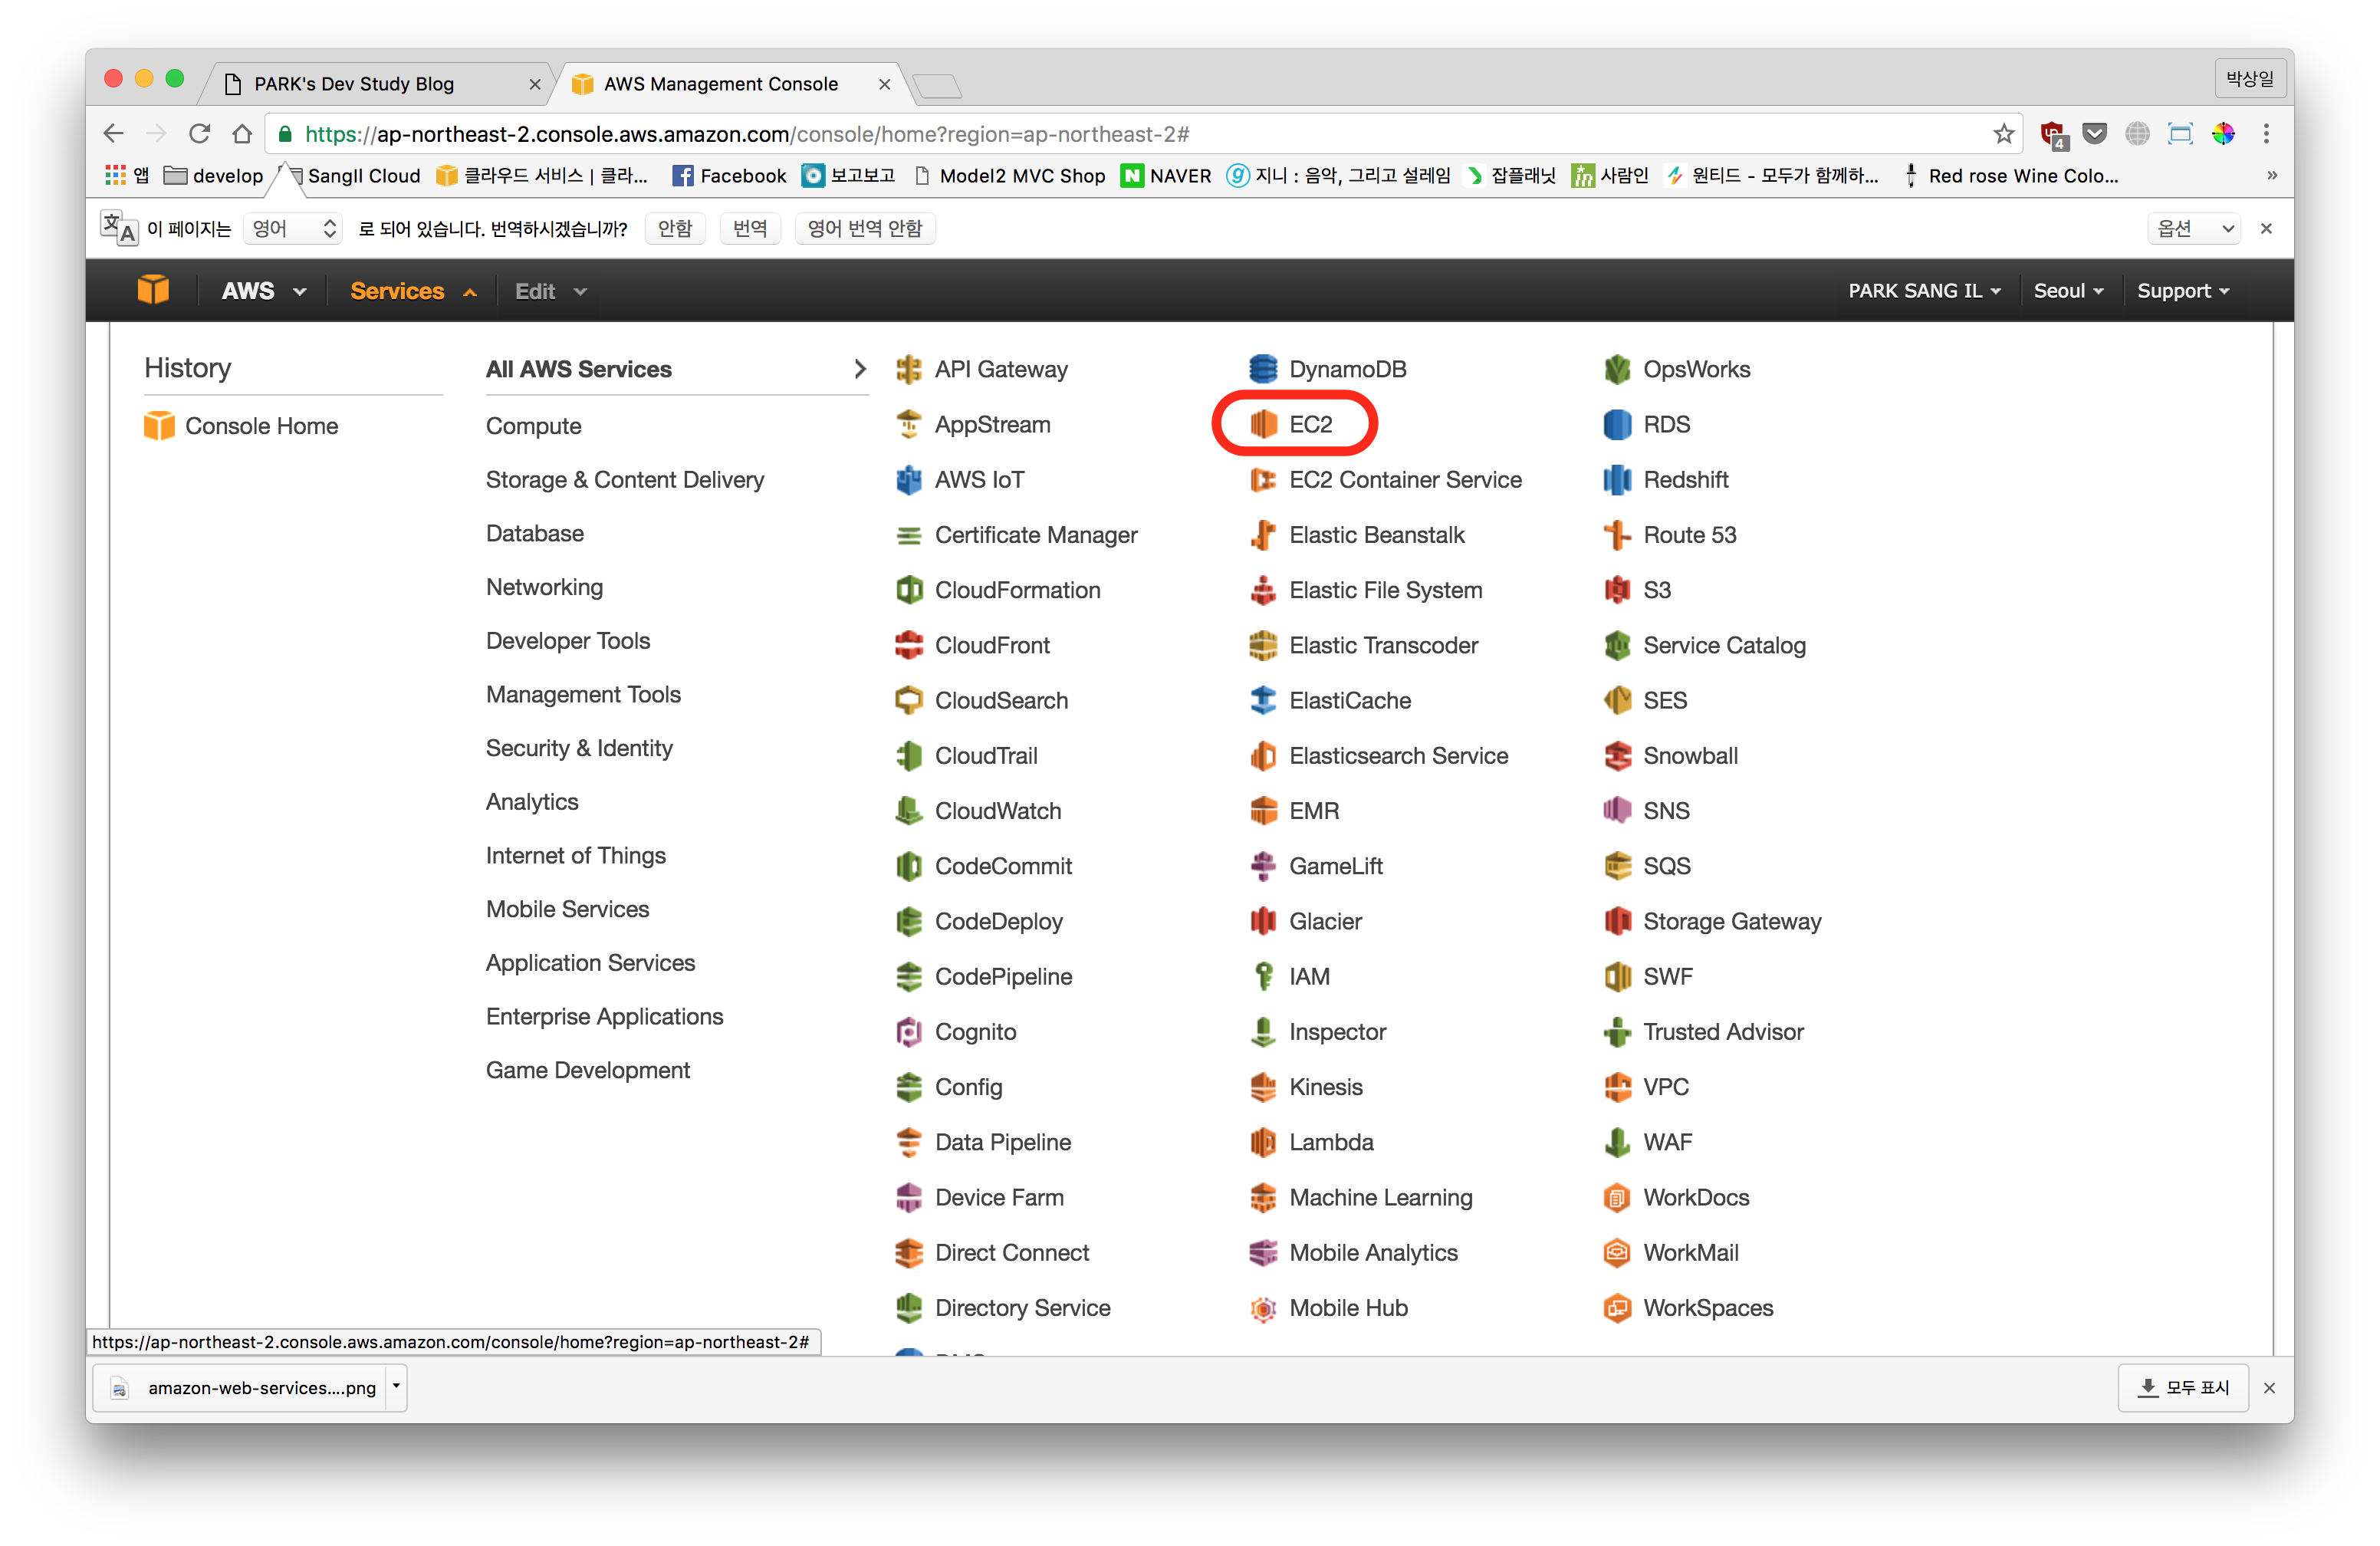 PARK's Dev Study Blog
AWS Management Console
박상일
https://ap-northeast-2.console.aws.amazon.com/console/home?region=ap-northeast-2#
4
앱 develop SangIl Cloud 클라우드 서비스 | 클라... Facebook 보고보고 Model2 MVC Shop NAVER 지니 : 음악, 그리고 설레임 잡플래닛 사람인 원티드 - 모두가 함께하... Red rose Wine Colo... »
이 페이지는 영어 로 되어 있습니다. 번역하시겠습니까? 안함 번역 영어 번역 안함 옵션
AWS Services Edit PARK SANG IL Seoul Support
History
Console Home
All AWS Services
Compute
Storage & Content Delivery
Database
Networking
Developer Tools
Management Tools
Security & Identity
Analytics
Internet of Things
Mobile Services
Application Services
Enterprise Applications
Game Development
API Gateway
AppStream
AWS IoT
Certificate Manager
CloudFormation
CloudFront
CloudSearch
CloudTrail
CloudWatch
CodeCommit
CodeDeploy
CodePipeline
Cognito
Config
Data Pipeline
Device Farm
Direct Connect
Directory Service
DynamoDB
EC2
EC2 Container Service
Elastic Beanstalk
Elastic File System
Elastic Transcoder
ElastiCache
Elasticsearch Service
EMR
GameLift
Glacier
IAM
Inspector
Kinesis
Lambda
Machine Learning
Mobile Analytics
Mobile Hub
OpsWorks
RDS
Redshift
Route 53
S3
Service Catalog
SES
Snowball
SNS
SQS
Storage Gateway
SWF
Trusted Advisor
VPC
WAF
WorkDocs
WorkMail
WorkSpaces
https://ap-northeast-2.console.aws.amazon.com/console/home?region=ap-northeast-2#
amazon-web-services....png
모두 표시